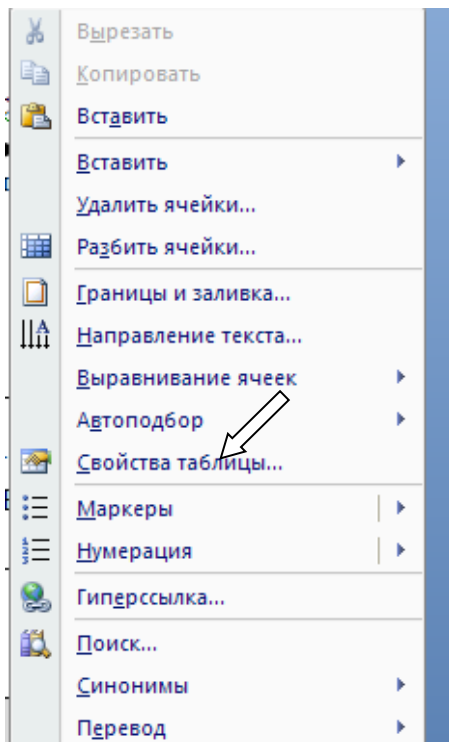 Вырезать
Копировать
Вставить
Вставить
Удалить ячейки...
Разбить ячейки...
Границы и заливка...
Направление текста...
Выравнивание ячеек
Автоподбор
Свойства таблицы...
Маркеры
Нумерация
Гиперссылка...
Поиск...
Синонимы
Перевод